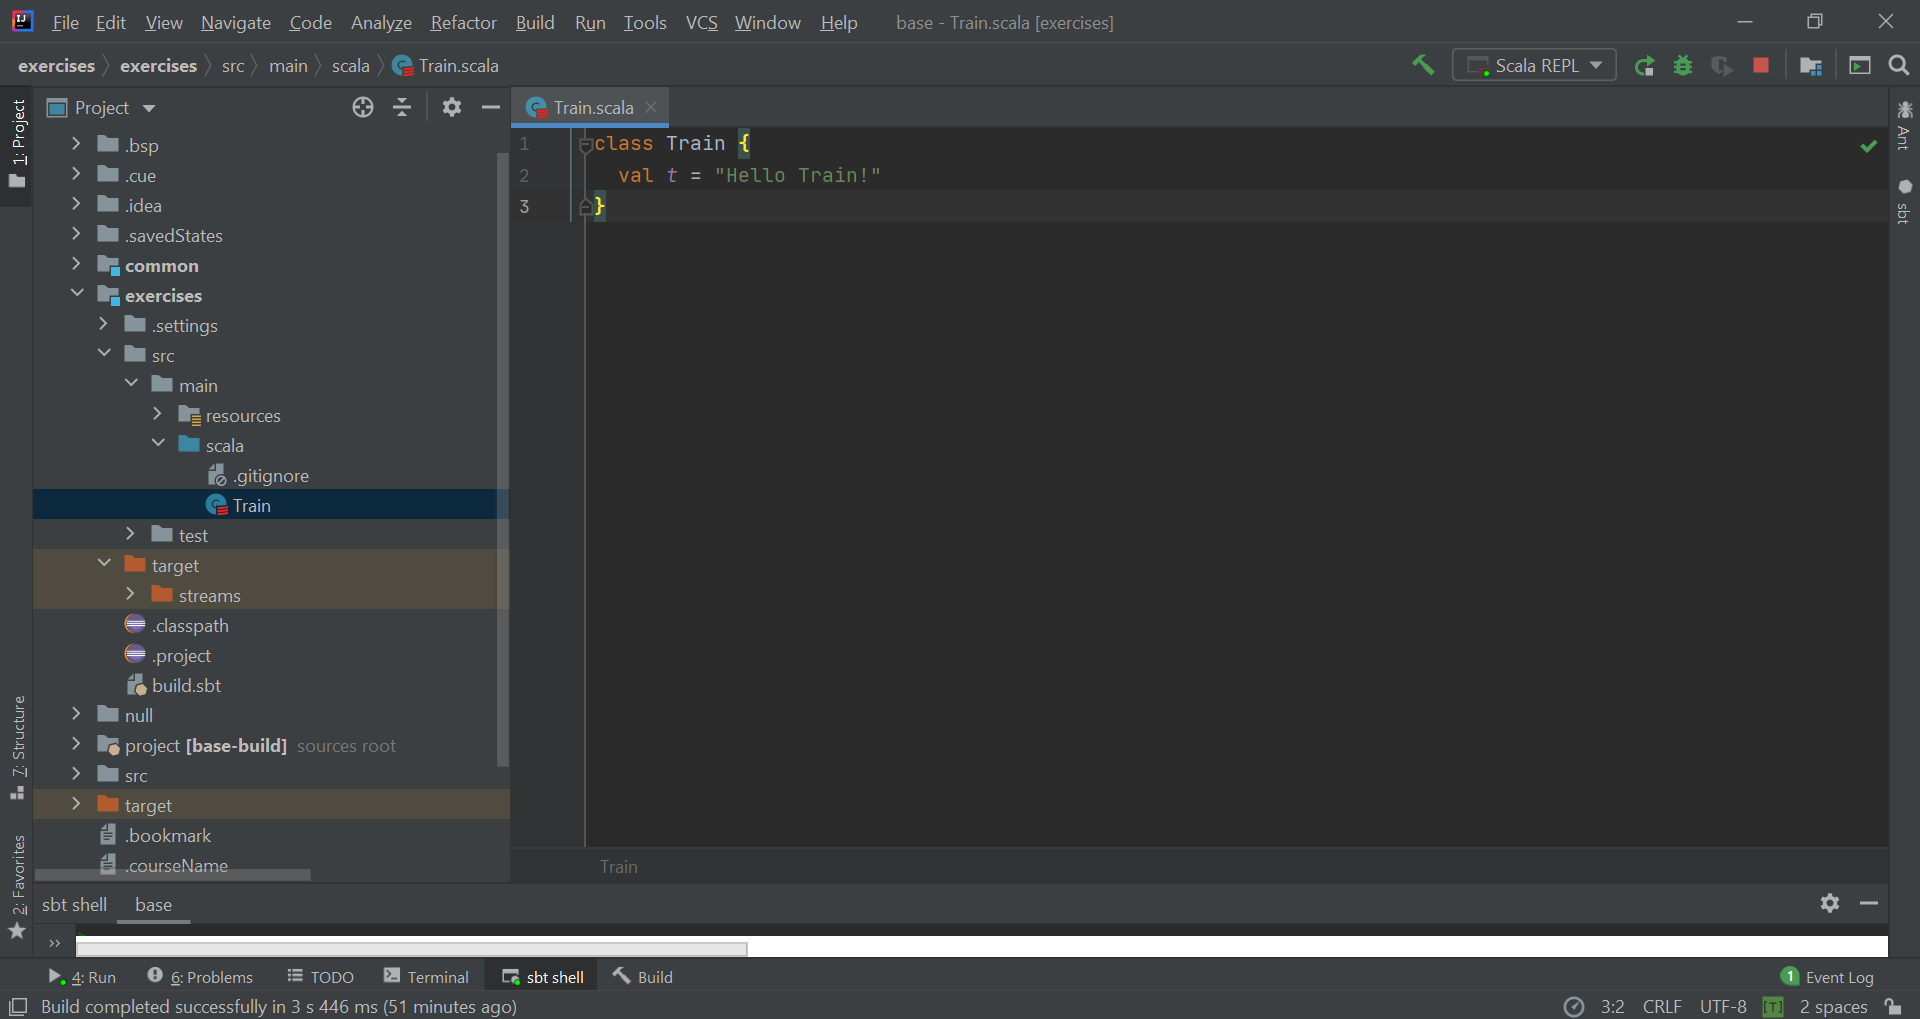 File Edit View Navigate Code Analyze Refactor Build Run Tools VCS Window Help base - Train.scala [exercises]
exercises exercises src main scala Train.scala
Scala REPL
1: Project
7: Structure
2: Favorites
Project
.bsp
.cue
.idea
.savedStates
common
exercises
.settings
src
main
resources
scala
.gitignore
Train
test
target
streams
.classpath
.project
build.sbt
null
project [base-build] sources root
src
target
.bookmark
.courseName
Train.scala
1 class Train {
2 val t = "Hello Train!"
3 }
Train
Ant
sbt
sbt shell base
4: Run 6: Problems TODO Terminal sbt shell Build 1 Event Log
Build completed successfully in 3 s 446 ms (51 minutes ago) 3:2 CRLF UTF-8 [T] 2 spaces